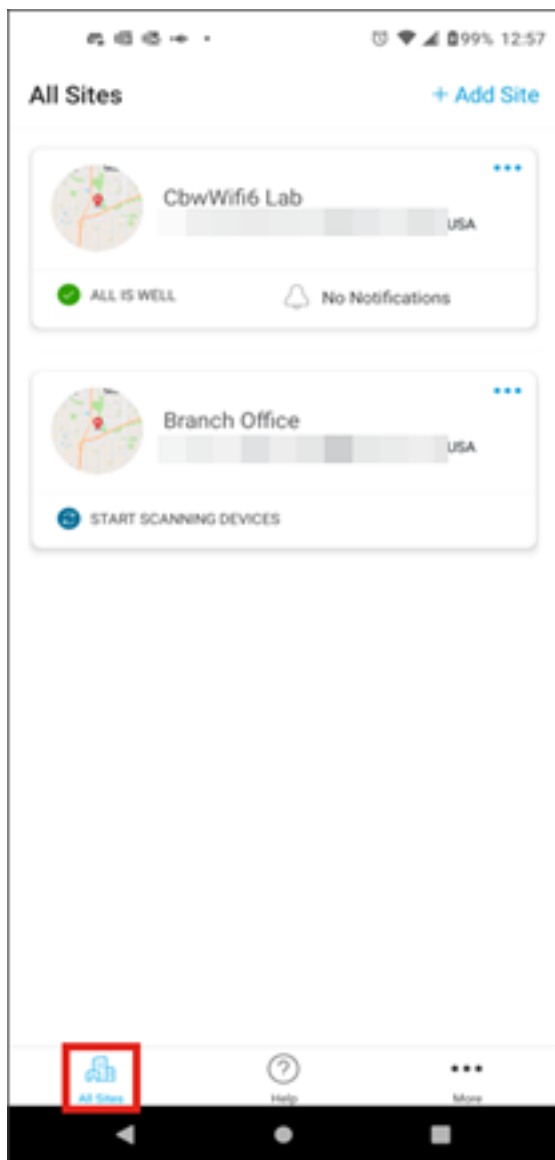 99% 12:57
All Sites
+ Add Site
CbwWifi6 Lab
USA
ALL IS WELL
No Notifications
Branch Office
USA
START SCANNING DEVICES
All Sites
Help
More